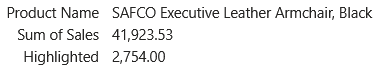 Product Name SAFCO Executive Leather Armchair, Black
Sum of Sales 41,923.53
Highlighted 2,754.00